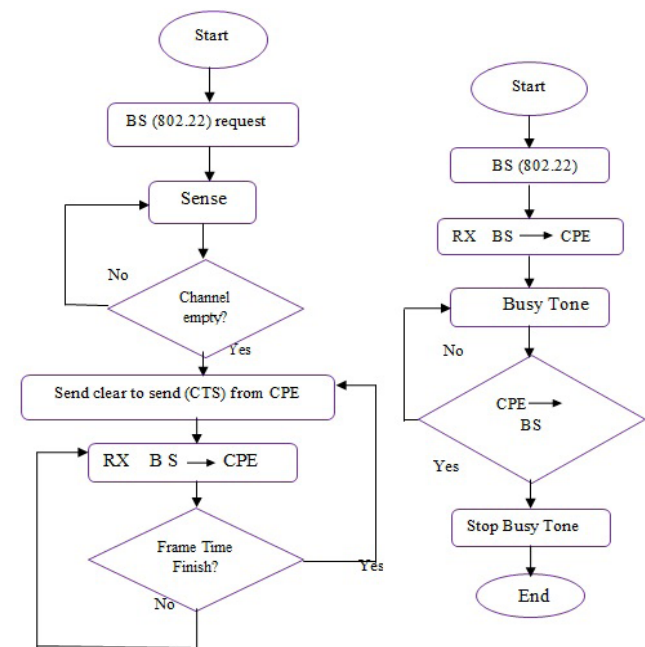 Start
BS (802.22) request
Sense
No
Channel
empty?
Yes
Send clear to send (CTS) from CPE
RX B S → CPE
Frame Time
Finish?
Yes
No
Start
BS (802.22)
RX BS → CPE
Busy Tone
No
CPE →
BS
Yes
Stop Busy Tone
End